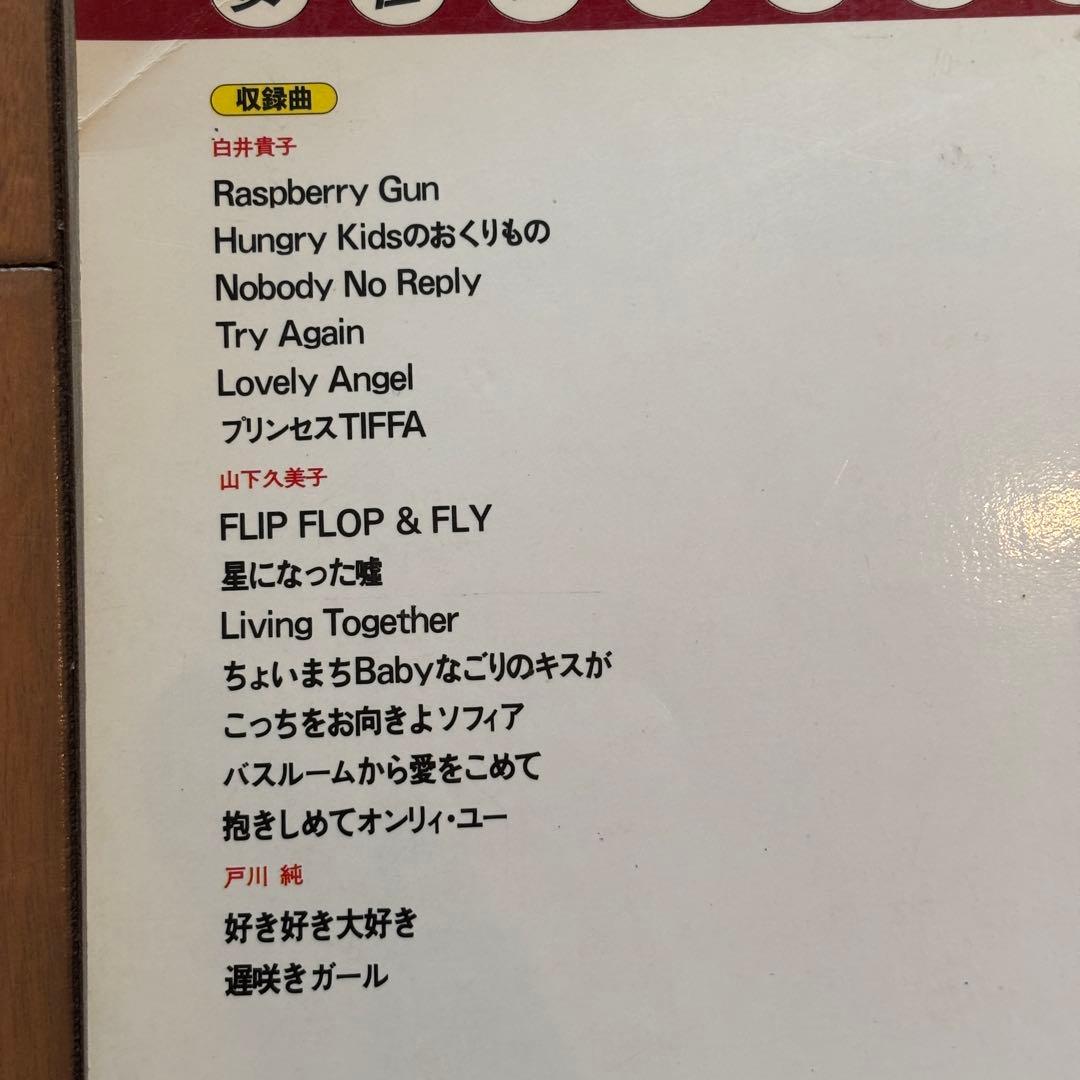 収録曲
白井貴子
Raspberry Gun
Hungry Kidsのおくりもの
Nobody No Reply
Try Again
Lovely Angel
プリンセスTIFFA
山下久美子
FLIP FLOP & FLY
星になった嘘
Living Together
ちょいまちBabyなごりのキスが
こっちをお向きよソフィア
バスルームから愛をこめて
抱きしめてオンリィ・ユー
戸川 純
好き好き大好き
遅咲きガール